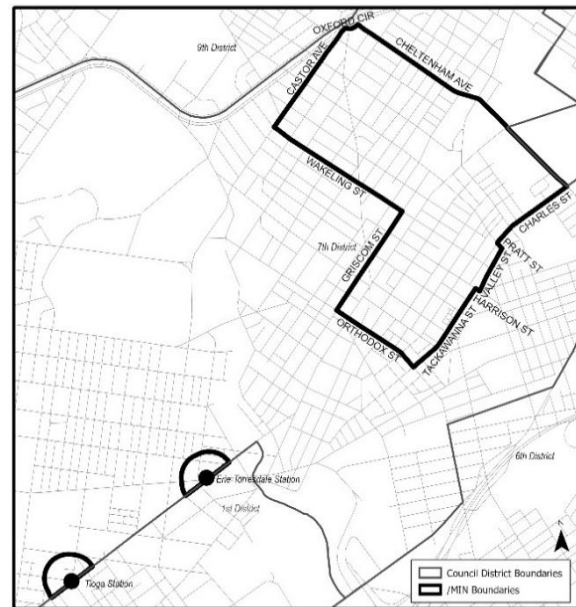 OXFORD CIR
9th District
CASTOR AVE
CHELTENHAM AVE
WAKELING ST
CHARLES ST
7th District
GRISCOM ST
PRATT ST
VALLEY ST
HARRISON ST
ORTHODOX ST
TACKAWANNA ST
6th District
Erie-Torresdale Station
1st District
Tioga Station
Council District Boundaries
/MIN Boundaries